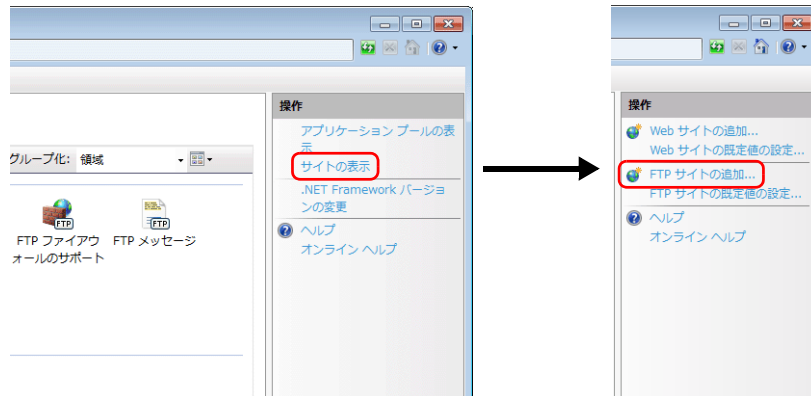 操作
アプリケーション プールの表
示
サイトの表示
.NET Framework バージョ
ンの変更
ヘルプ
オンライン ヘルプ
グループ化: 領域
FTP
FTP
FTP ファイアウ
ォールのサポート
FTP メッセージ
操作
Web サイトの追加...
Web サイトの既定値の設定...
FTP サイトの追加...
FTP サイトの既定値の設定...
ヘルプ
オンライン ヘルプ